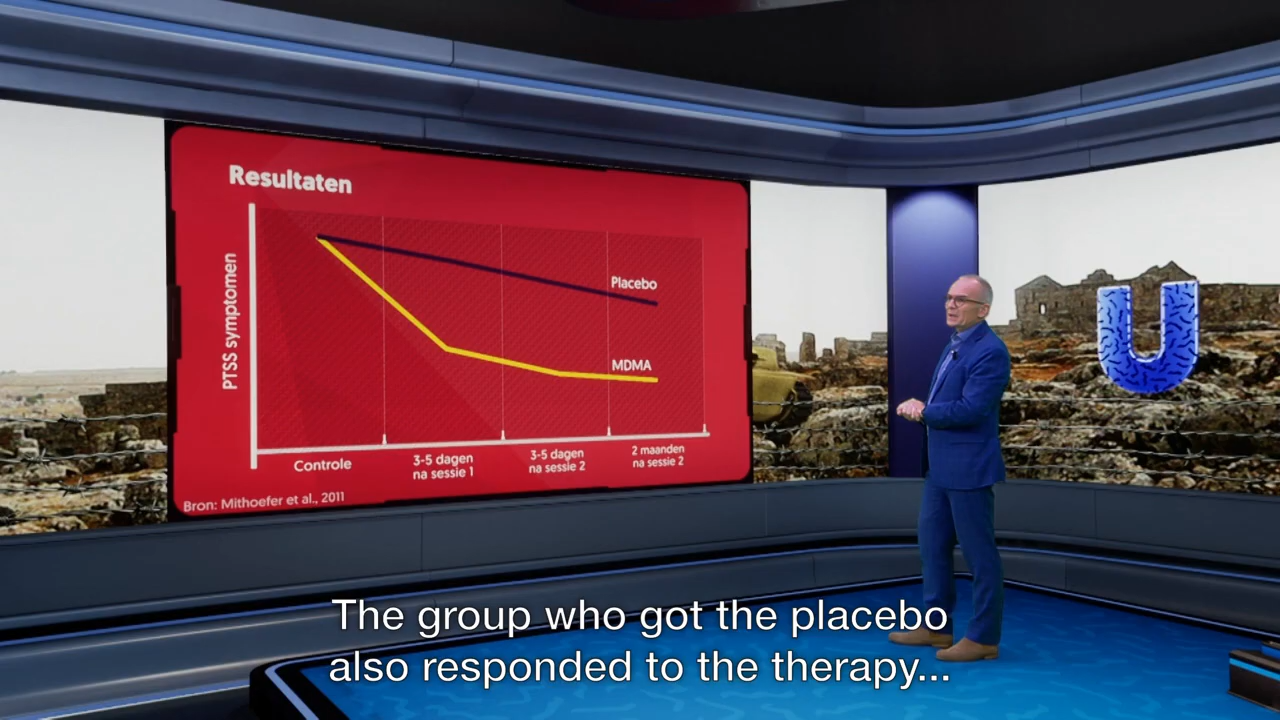 Resultaten
PTSS symptomen
Placebo
MDMA
Controle
3-5 dagen
na sessie 1
3-5 dagen
na sessie 2
2 maanden
na sessie 2
Bron: Mithoefer et al., 2011
U
The group who got the placebo
also responded to the therapy...